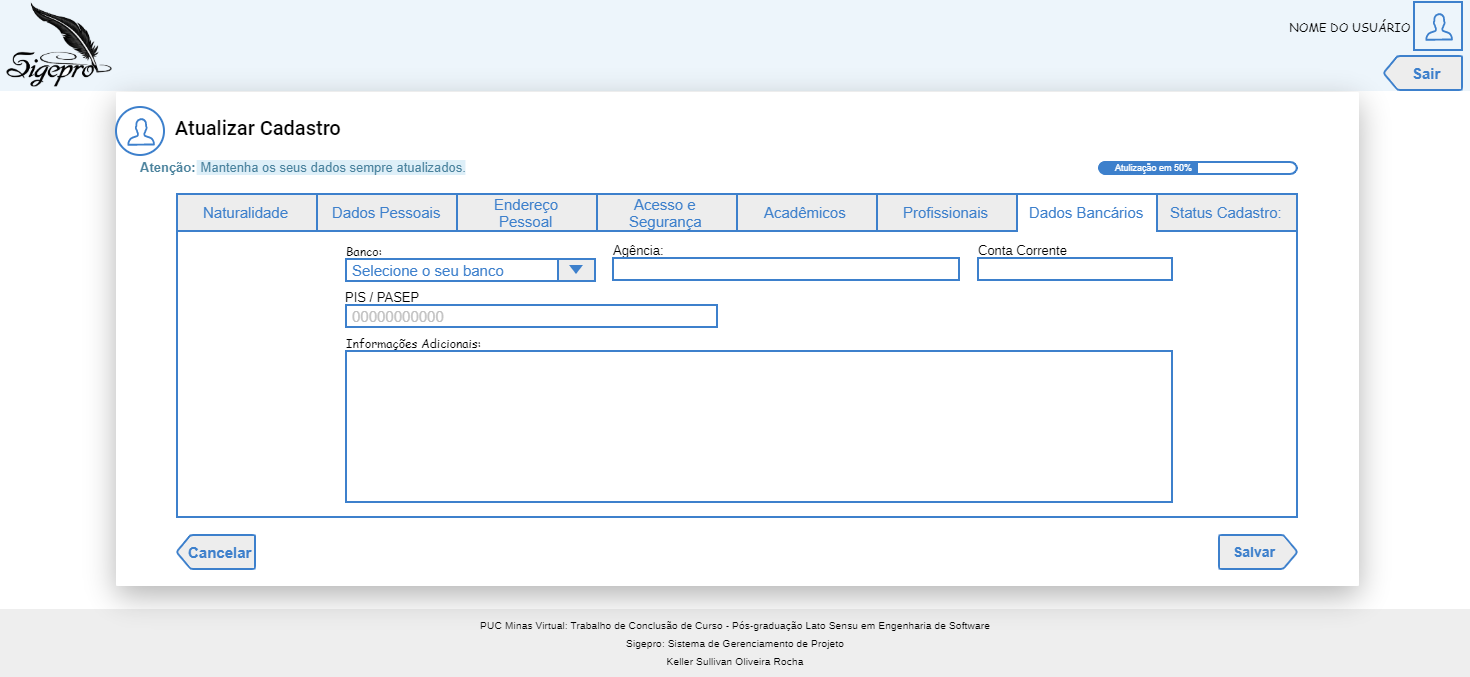 Sigepro
NOME DO USUÁRIO
Sair
Atualizar Cadastro
Atenção: Mantenha os seus dados sempre atualizados.
Atulização em 50%
Naturalidade
Dados Pessoais
Endereço
Pessoal
Acesso e
Segurança
Acadêmicos
Profissionais
Dados Bancários
Status Cadastro:
Banco:
Selecione o seu banco
Agência:
Conta Corrente
PIS / PASEP
00000000000
Informações Adicionais:
Cancelar
Salvar
PUC Minas Virtual: Trabalho de Conclusão de Curso - Pós-graduação Lato Sensu em Engenharia de Software
Sigepro: Sistema de Gerenciamento de Projeto
Keller Sullivan Oliveira Rocha